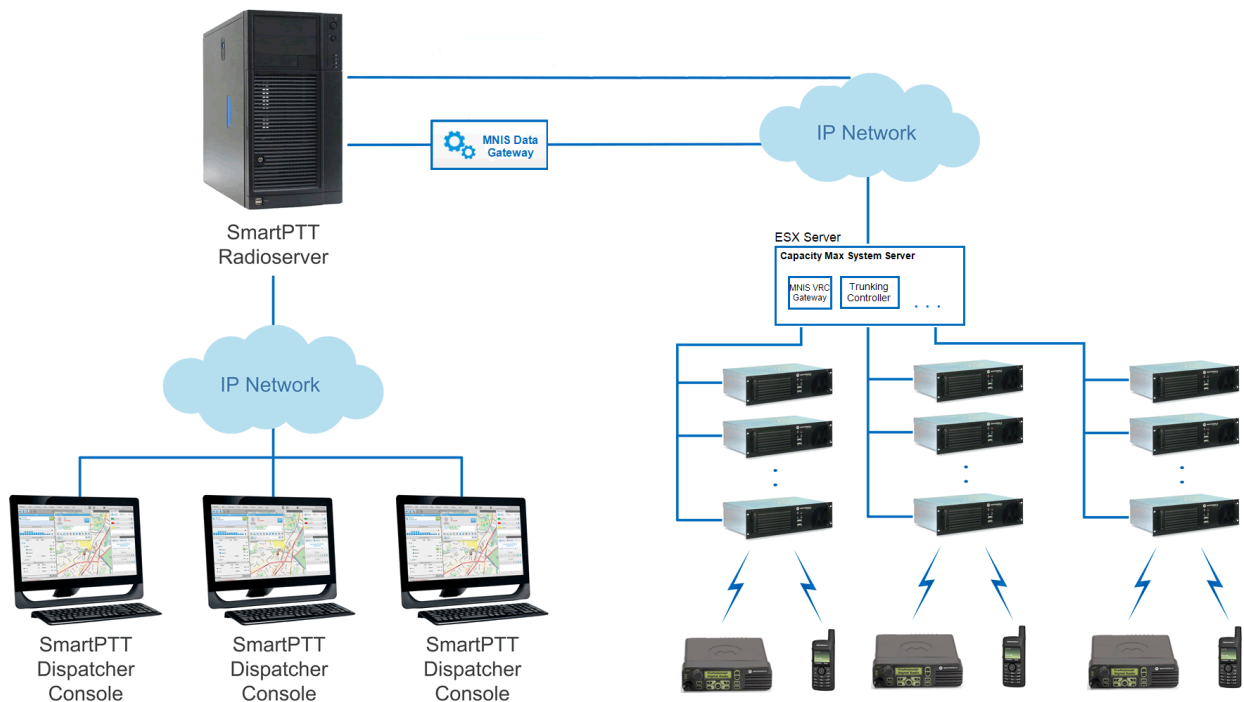 MNIS Data
Gateway
IP Network
SmartPTT
Radioserver
ESX Server
Capacity Max System Server
MNIS VRC
Gateway
Trunking
Controller
. . .
IP Network
SmartPTT
Dispatcher
Console
SmartPTT
Dispatcher
Console
SmartPTT
Dispatcher
Console